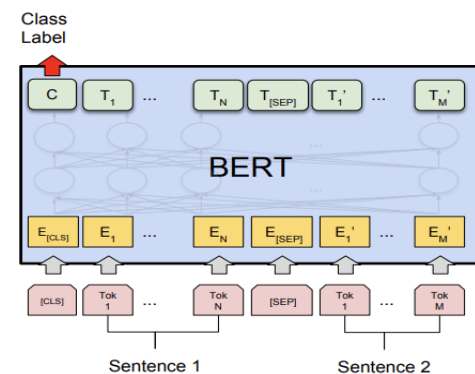 Class
Label
C T1 ... TN T[SEP] T1' ... TM'
...
BERT
...
E[CLS] E1 ... EN E[SEP] E1' ... EM'
[CLS] Tok 1 ... Tok N [SEP] Tok 1 ... Tok M
Sentence 1 Sentence 2